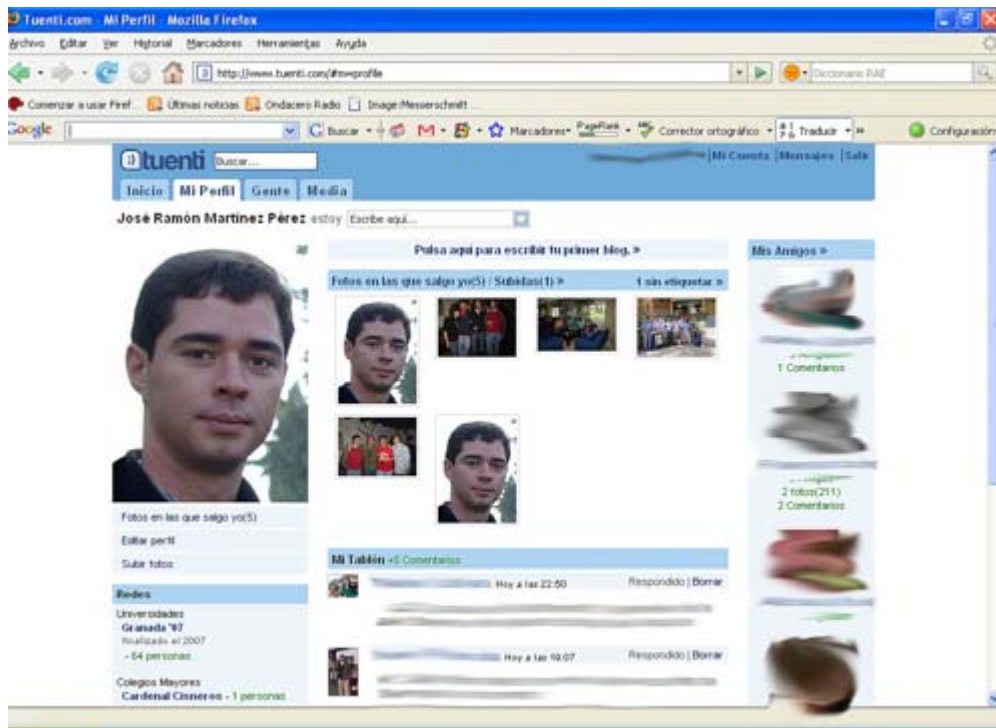 Tuenti.com - Mi Perfil - Mozilla Firefox
Archivo Editar Ver Historial Marcadores Herramientas Ayuda
http://www.tuenti.com/#m=profile
Diccionario RAE
Comenzar a usar Firef... Últimas noticias Ondacero Radio Image:Messerschmitt ...
Google Buscar Marcadores PageRank Corrector ortográfico Traducir Configuración
tuenti Buscar... |Mi Cuenta |Mensajes |Salir
Inicio Mi Perfil Gente Media
José Ramón Martínez Pérez estoy Escribe aquí...
Pulsa aquí para escribir tu primer blog. »
Mis Amigos »
Fotos en las que salgo yo(5) / Subidas(1) » 1 sin etiquetar »
1 Comentarios
2 fotos(211)
2 Comentarios
Fotos en las que salgo yo(5)
Editar perfil
Subir fotos
Mi Tablón +6 Comentarios
Hoy a las 22:50 Respondido | Borrar
Hoy a las 19:07 Respondido | Borrar
Redes
Universidades
Granada '07
finalizado el 2007
- 64 personas
Colegios Mayores
Cardenal Cisneros - 1 personas